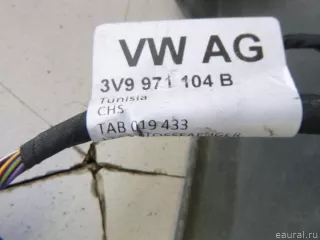 VW AG
3V9 971 104 B
Tunisia
CHS
TAB 019 433
© eaural.ru